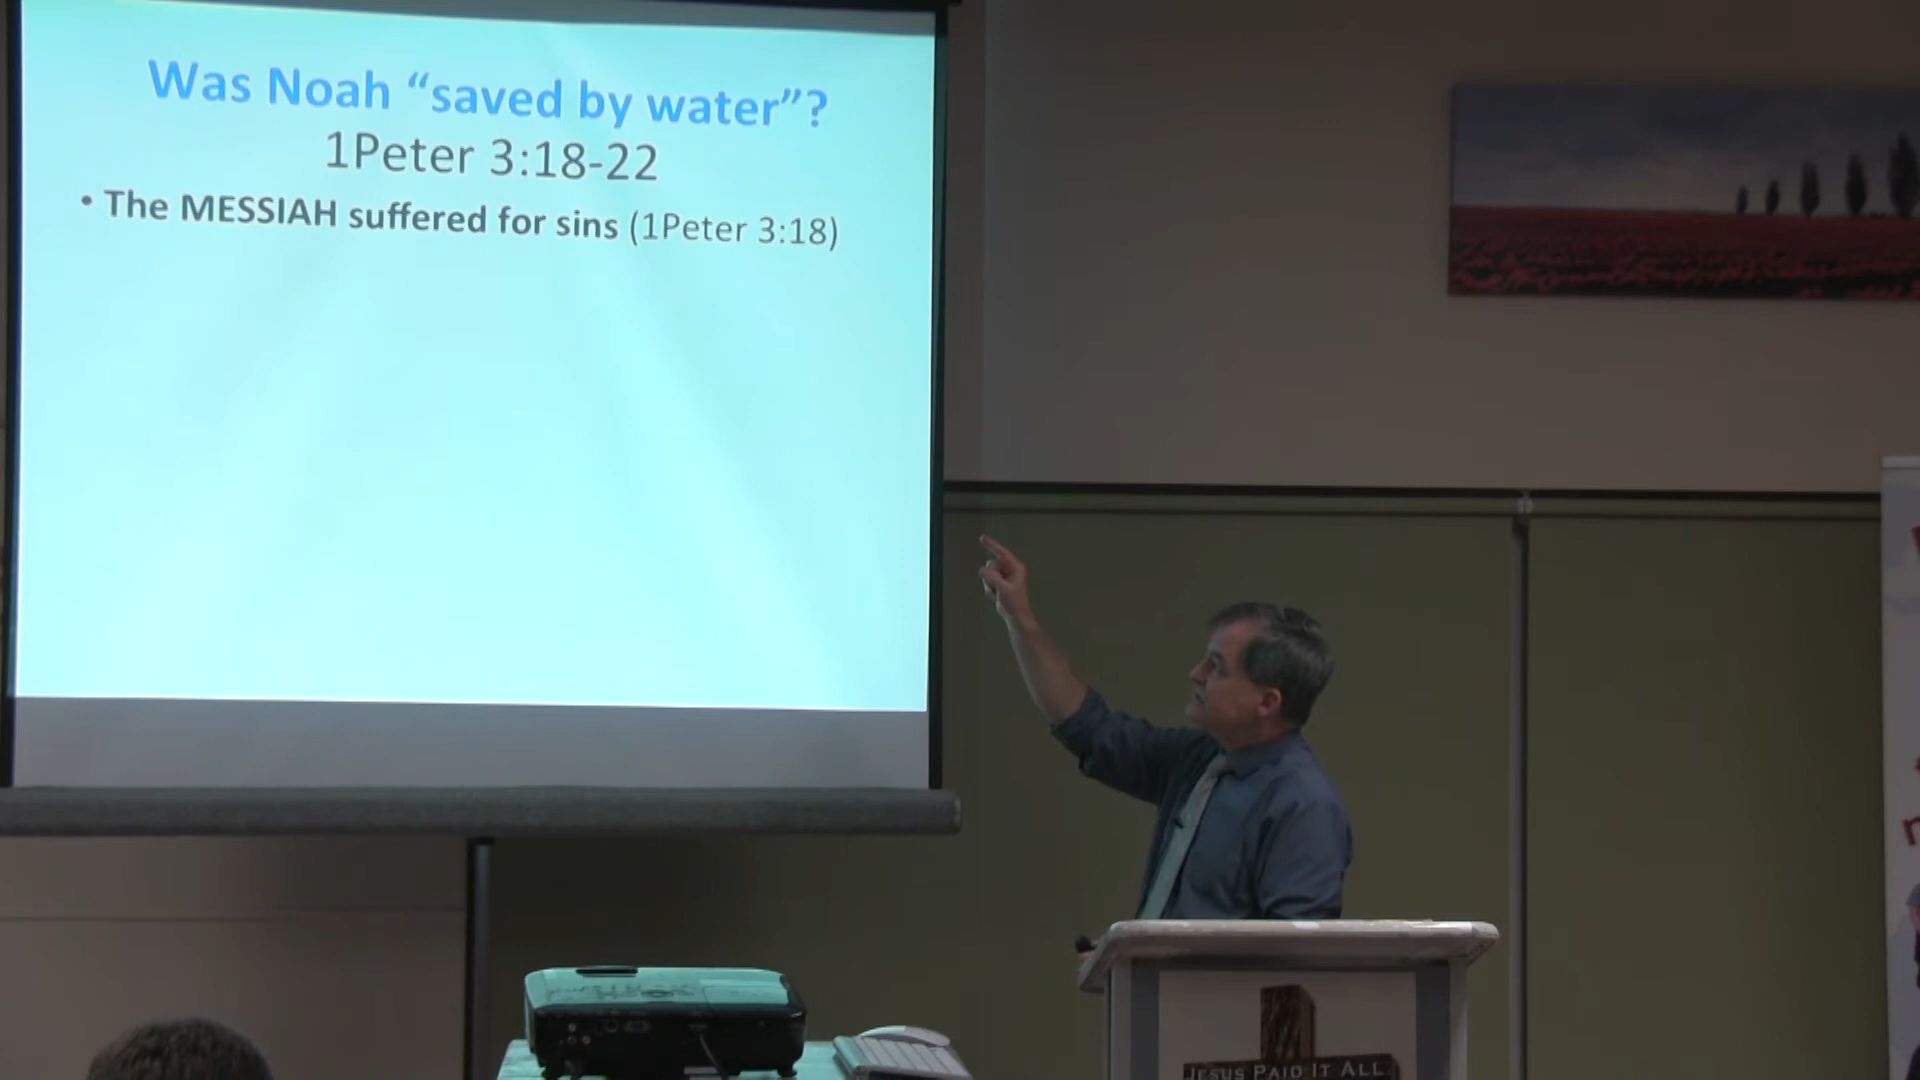 Was Noah “saved by water”?
1Peter 3:18-22
• The MESSIAH suffered for sins (1Peter 3:18)
JESUS PAID IT ALL